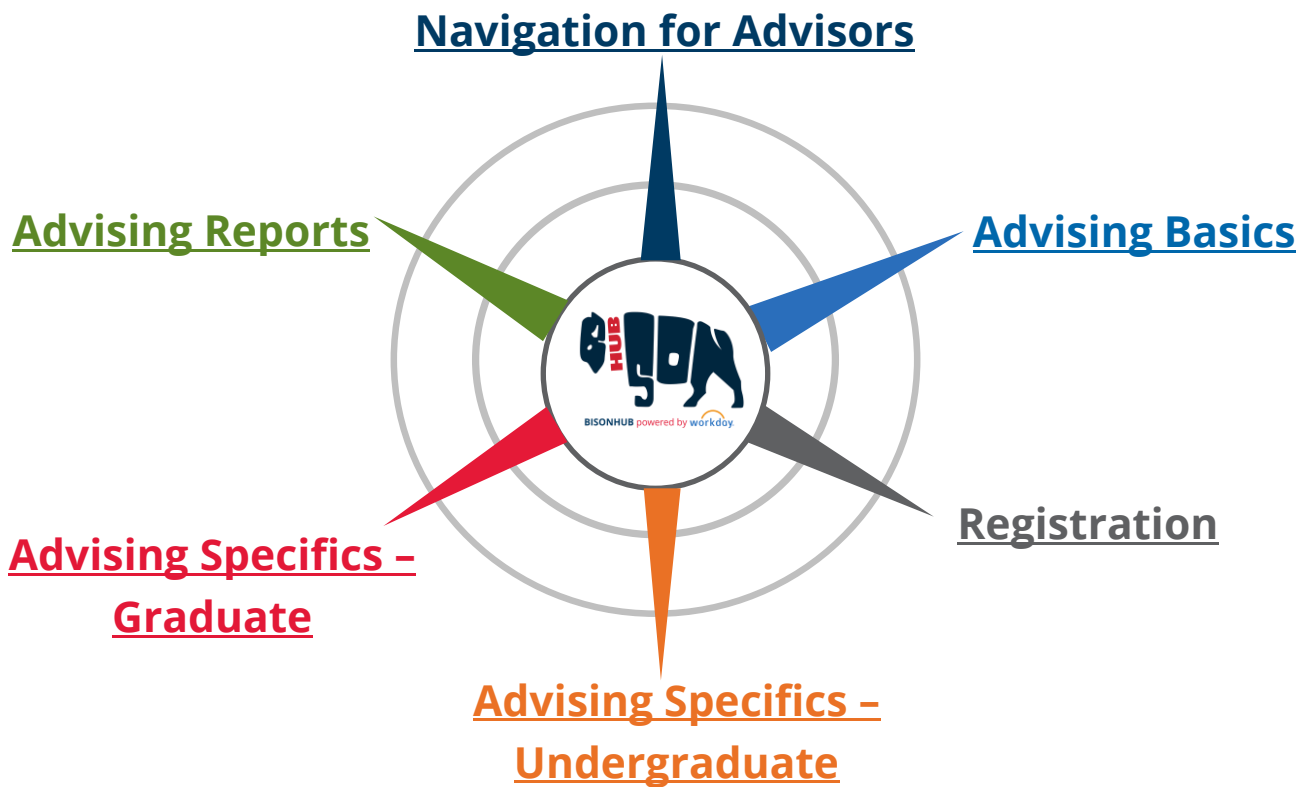 Navigation for Advisors
Advising Reports
Advising Basics
BISON
HUB
BISONHUB powered by workday.
Registration
Advising Specifics –
Graduate
Advising Specifics –
Undergraduate